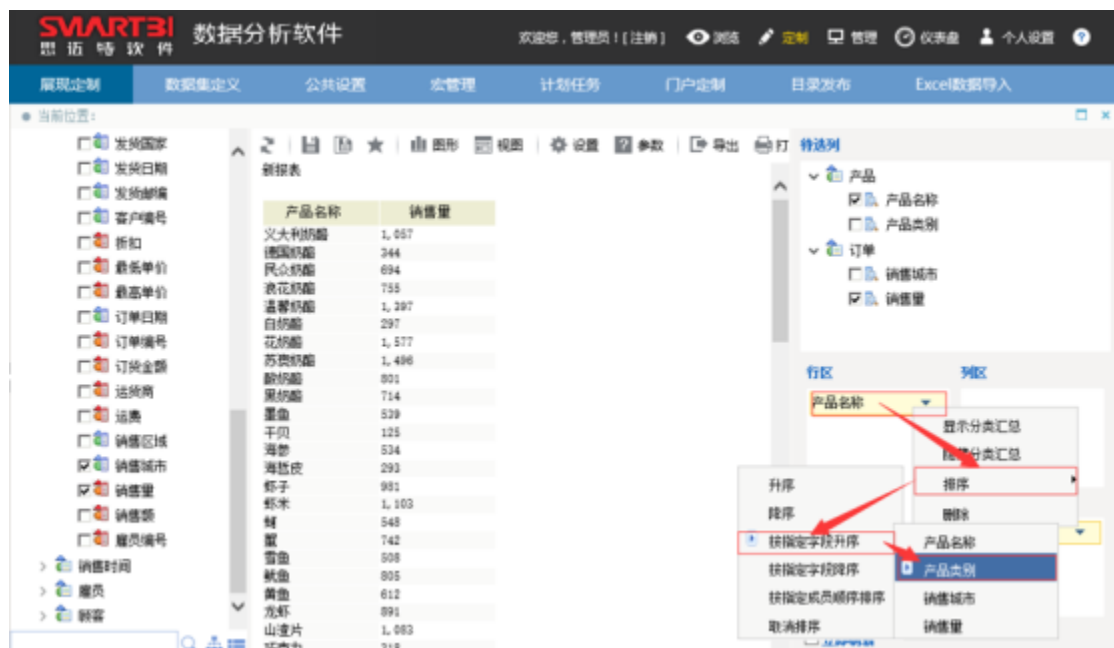 SMARTBI 数据分析软件
思迈特软件
欢迎您，管理员！[注销] 浏览 定制 管理 仪表盘 个人设置 ?
展现定制 数据集定义 公共设置 宏管理 计划任务 门户定制 目录发布 Excel数据导入
当前位置：
发货国家
发货日期
发货邮编
客户编号
折扣
最低单价
最高单价
订单日期
订单编号
订货金额
送货商
运费
销售区域
销售城市
销售量
销售额
雇员编号
销售时间
雇员
顾客
图形 视图 设置 参数 导出 打
新报表
产品名称 销售量
义大利奶酪 1,057
德国奶酪 344
民众奶酪 694
浪花奶酪 755
温馨奶酪 1,397
白奶酪 297
花奶酪 1,577
苏澳奶酪 1,496
酸奶酪 801
黑奶酪 714
墨鱼 539
干贝 125
海参 534
海哲皮 293
虾子 981
虾米 1,103
548
蟹 742
雪鱼 508
鱿鱼 805
黄鱼 612
龙虾 891
山渣片 1,083
待选列
产品
产品名称
产品类别
订单
销售城市
销售量
行区 列区
产品名称
显示分类汇总
隐藏分类汇总
排序
删除
升序
降序
按指定字段升序
按指定字段降序
按指定成员顺序排序
取消排序
产品名称
产品类别
销售城市
销售量